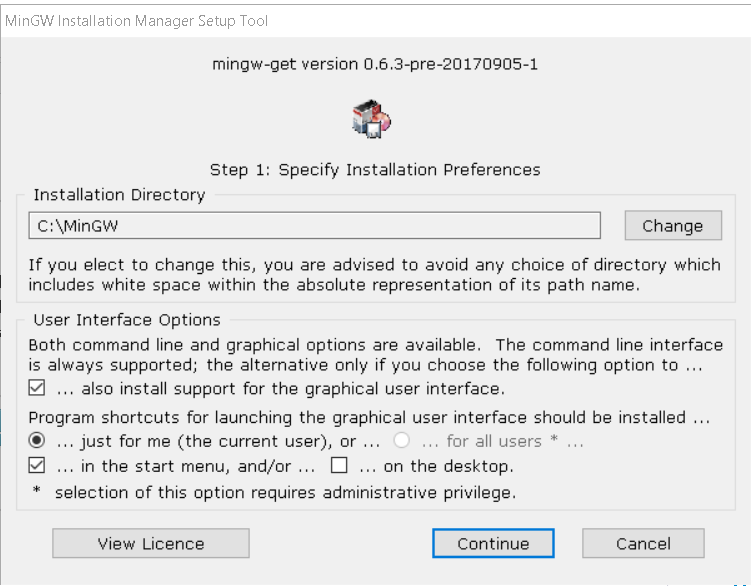 MinGW Installation Manager Setup Tool
mingw-get version 0.6.3-pre-20170905-1
Step 1: Specify Installation Preferences
Installation Directory
C:\MinGW
Change
If you elect to change this, you are advised to avoid any choice of directory which
includes white space within the absolute representation of its path name.
User Interface Options
Both command line and graphical options are available.  The command line interface
is always supported; the alternative only if you choose the following option to ...
... also install support for the graphical user interface.
Program shortcuts for launching the graphical user interface should be installed ...
... just for me (the current user), or ... ... for all users * ...
... in the start menu, and/or ... ... on the desktop.
* selection of this option requires administrative privilege.
View Licence Continue Cancel